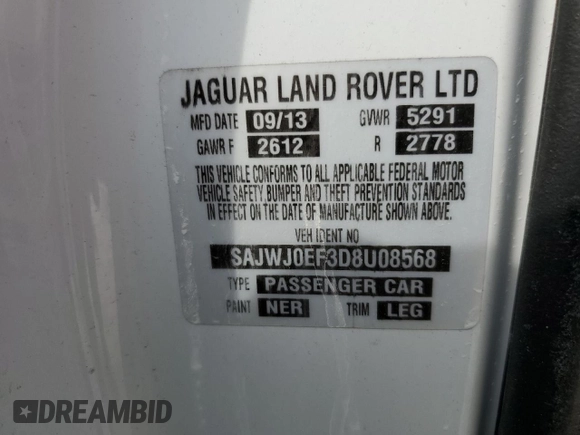 JAGUAR LAND ROVER LTD
MFD DATE 09/13 GVWR 5291
GAWR F 2612 R 2778
THIS VEHICLE CONFORMS TO ALL APPLICABLE FEDERAL MOTOR
VEHICLE SAFETY, BUMPER AND THEFT PREVENTION STANDARDS
IN EFFECT ON THE DATE OF MANUFACTURE SHOWN ABOVE.
VEH IDENT NO
SAJWJ0EF3D8U08568
TYPE PASSENGER CAR
PAINT NER TRIM LEG
DREAMBID